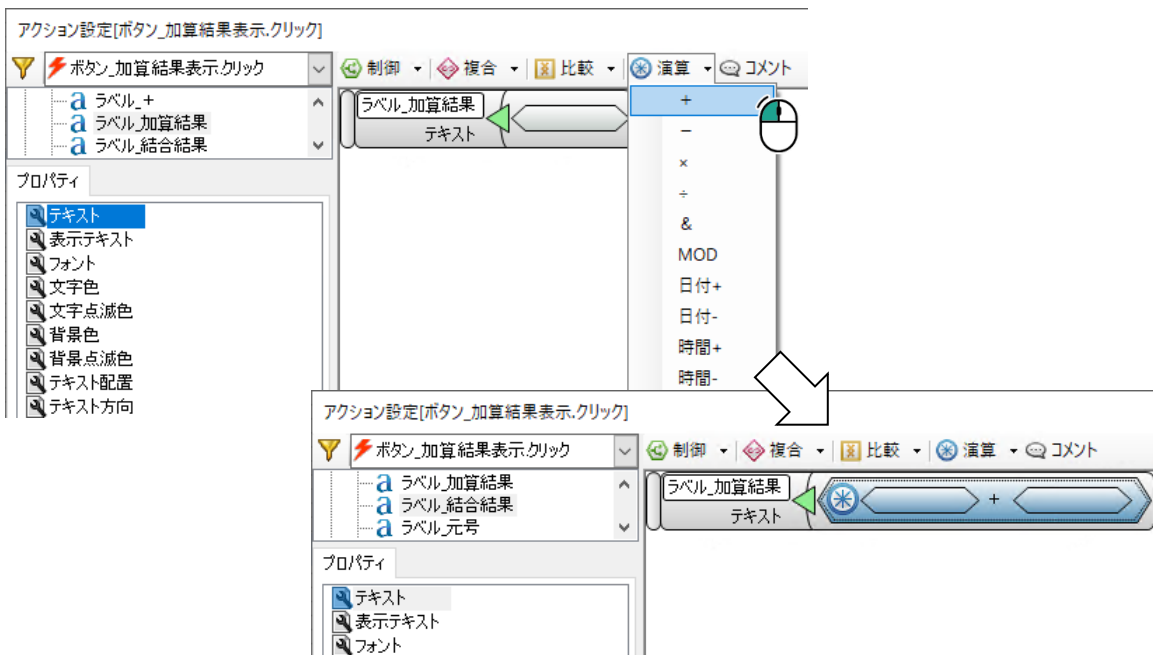 アクション設定[ボタン_加算結果表示.クリック]
ボタン_加算結果表示.クリック 制御 複合 比較 演算 コメント
ラベル_+
ラベル_加算結果
ラベル_結合結果
ラベル_加算結果
テキスト
+
−
×
÷
&
MOD
日付+
日付-
時間+
時間-
プロパティ
テキスト
表示テキスト
フォント
文字色
文字点滅色
背景色
背景点滅色
テキスト配置
テキスト方向
アクション設定[ボタン_加算結果表示.クリック]
ボタン_加算結果表示.クリック 制御 複合 比較 演算 コメント
ラベル_加算結果
ラベル_結合結果
ラベル_元号
ラベル_加算結果
テキスト
+
プロパティ
テキスト
表示テキスト
フォント